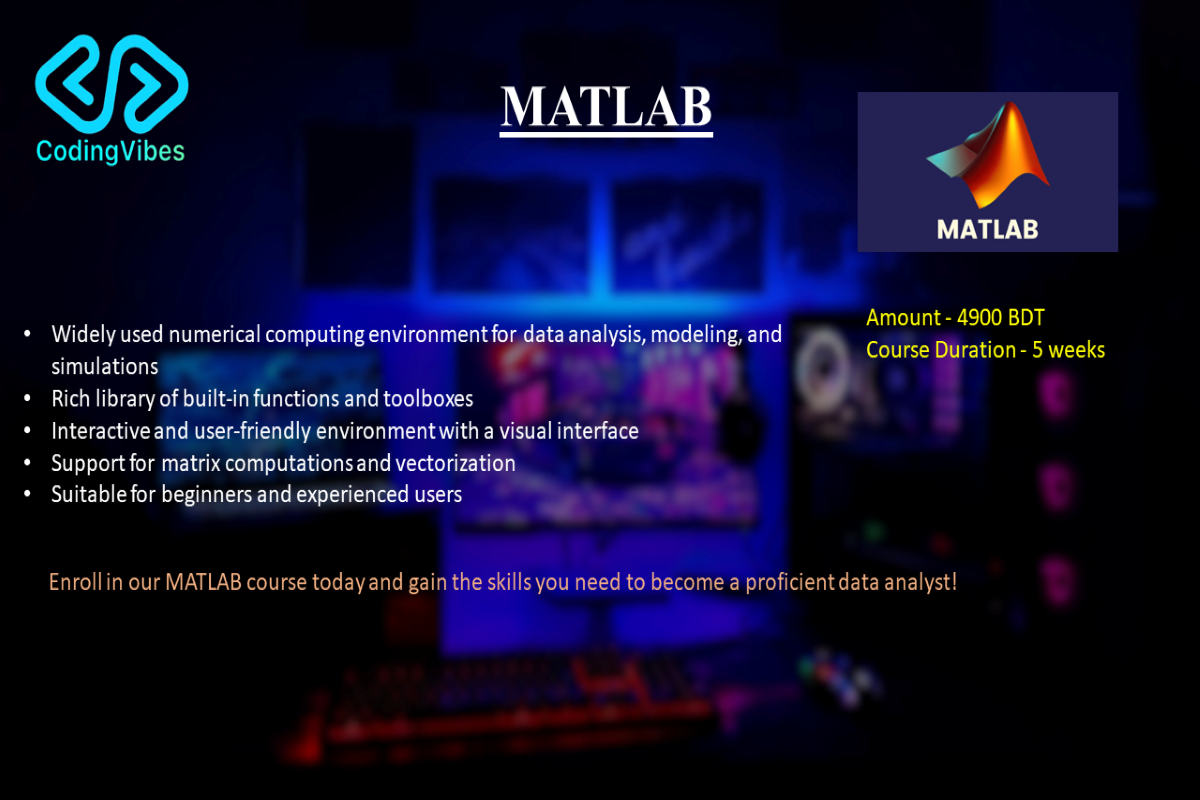 CodingVibes
MATLAB
MATLAB
• Widely used numerical computing environment for data analysis, modeling, and
simulations
• Rich library of built-in functions and toolboxes
• Interactive and user-friendly environment with a visual interface
• Support for matrix computations and vectorization
• Suitable for beginners and experienced users
Amount - 4900 BDT
Course Duration - 5 weeks
Enroll in our MATLAB course today and gain the skills you need to become a proficient data analyst!